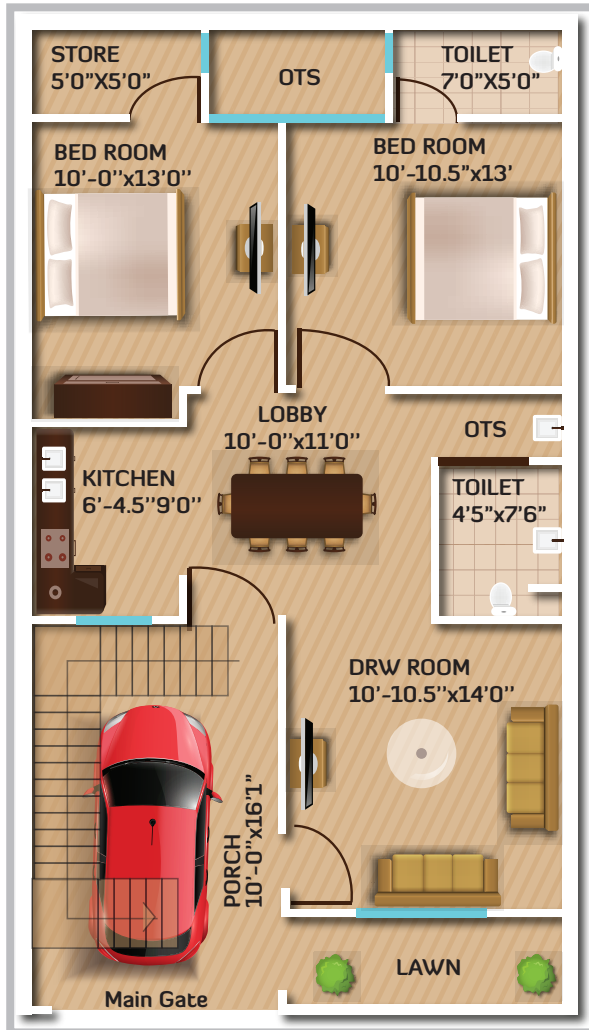 STORE
5'0"X5'0"
OTS
TOILET
7'0"X5'0"
BED ROOM
10'-0''x13'0''
BED ROOM
10'-10.5"x13'
LOBBY
10'-0''x11'0''
OTS
KITCHEN
6'-4.5''9'0''
TOILET
4'5"x7'6"
DRW ROOM
10'-10.5''x14'0''
PORCH
10'-0''x16'1"
LAWN
Main Gate